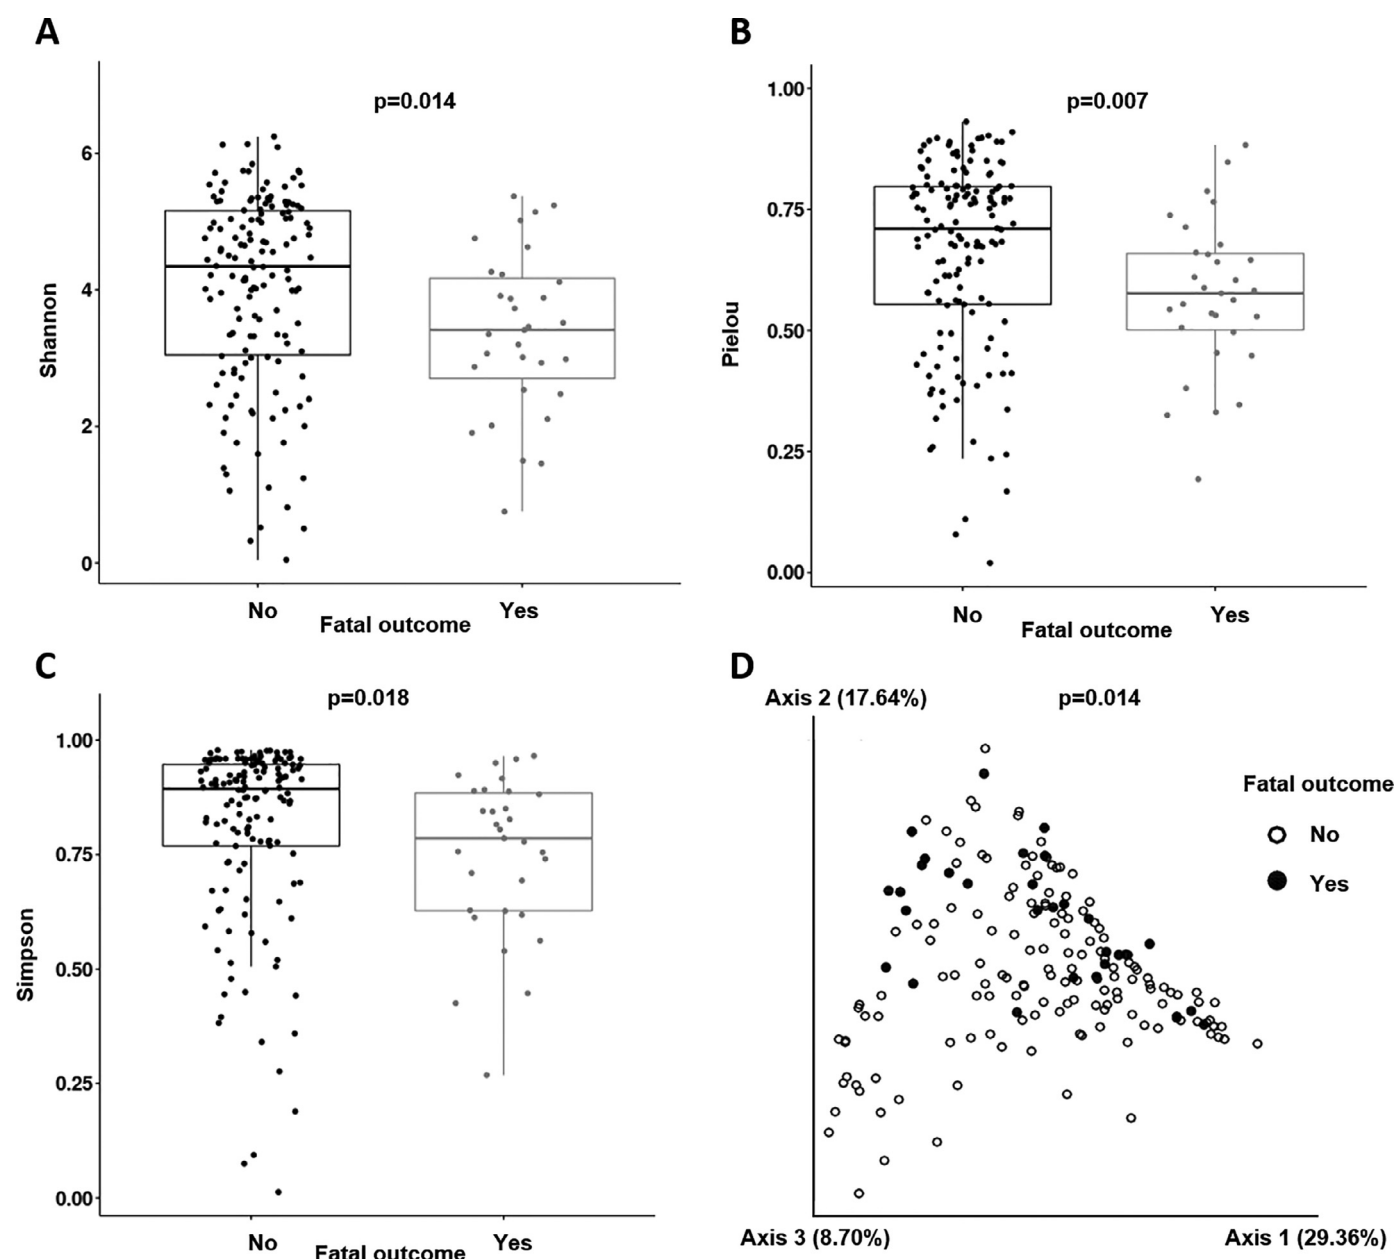 A
p=0.014
Shannon
6
4
2
0
No
Yes
Fatal outcome
B
p=0.007
Pielou
1.00
0.75
0.50
0.25
0.00
No
Yes
Fatal outcome
C
p=0.018
Simpson
1.00
0.75
0.50
0.25
0.00
No
Yes
Fatal outcome
D
Axis 2 (17.64%)
p=0.014
Fatal outcome
No
Yes
Axis 3 (8.70%)
Axis 1 (29.36%)